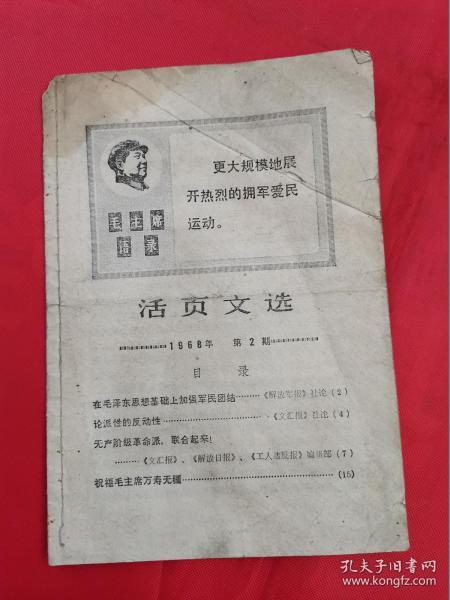 更大规模地展
开热烈的拥军爱民
运动。
毛主席
语录
活页文选
1968年 第2期
目录
在毛泽东思想基础上加强军民团结………《解放军报》社论(2)
论派性的反动性………《文汇报》社论(4)
无产阶级革命派，联合起来！
………《文汇报》、《解放日报》、《工人造反报》编辑部(7)
祝福毛主席万寿无疆………(15)
孔夫子旧书网
www.kongfz.com